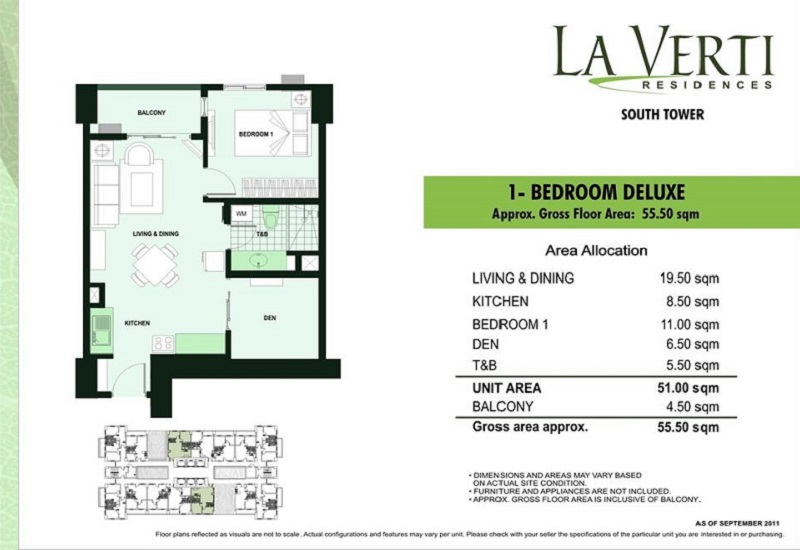 LA VERTI
RESIDENCES
SOUTH TOWER
1- BEDROOM DELUXE
Approx. Gross Floor Area: 55.50 sqm
Area Allocation
LIVING & DINING 19.50 sqm
KITCHEN 8.50 sqm
BEDROOM 1 11.00 sqm
DEN 6.50 sqm
T&B 5.50 sqm
UNIT AREA 51.00 sqm
BALCONY 4.50 sqm
Gross area approx. 55.50 sqm
• DIMENSIONS AND AREAS MAY VARY BASED
ON ACTUAL SITE CONDITION.
• FURNITURE AND APPLIANCES ARE NOT INCLUDED.
• APPROX. GROSS FLOOR AREA IS INCLUSIVE OF BALCONY.
BALCONY
BEDROOM 1
WM
LIVING & DINING
T&B
DEN
KITCHEN
AS OF SEPTEMBER 2011
Floor plans reflected as visuals are not to scale. Actual configurations and features may vary per unit. Please check with your seller the specifications of the particular unit you are interested in or purchasing.